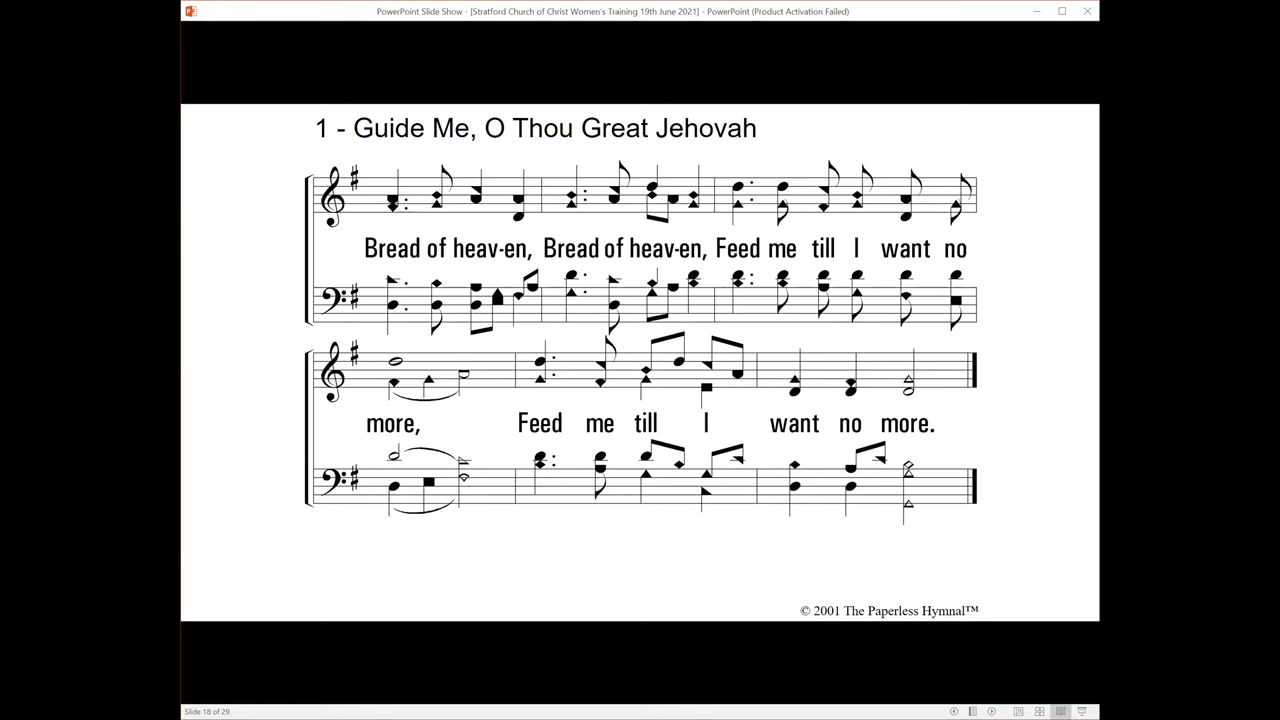 PowerPoint Slide Show - [Stratford Church of Christ Women's Training 19th June 2021] - PowerPoint (Product Activation Failed)
1 - Guide Me, O Thou Great Jehovah
Bread of heav-en, Bread of heav-en, Feed me till I want no
more, Feed me till I want no more.
© 2001 The Paperless Hymnal™
Slide 18 of 29